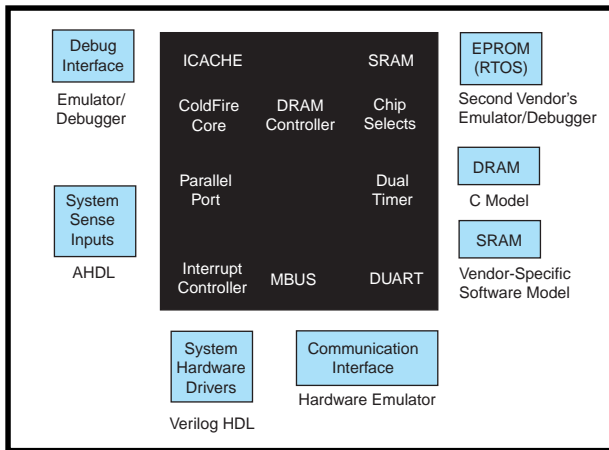 Debug
Interface
Emulator/
Debugger
System
Sense
Inputs
AHDL
ICACHE
SRAM
ColdFire
Core
DRAM
Controller
Chip
Selects
Parallel
Port
Dual
Timer
Interrupt
Controller
MBUS
DUART
EPROM
(RTOS)
Second Vendor's
Emulator/Debugger
DRAM
C Model
SRAM
Vendor-Specific
Software Model
System
Hardware
Drivers
Verilog HDL
Communication
Interface
Hardware Emulator